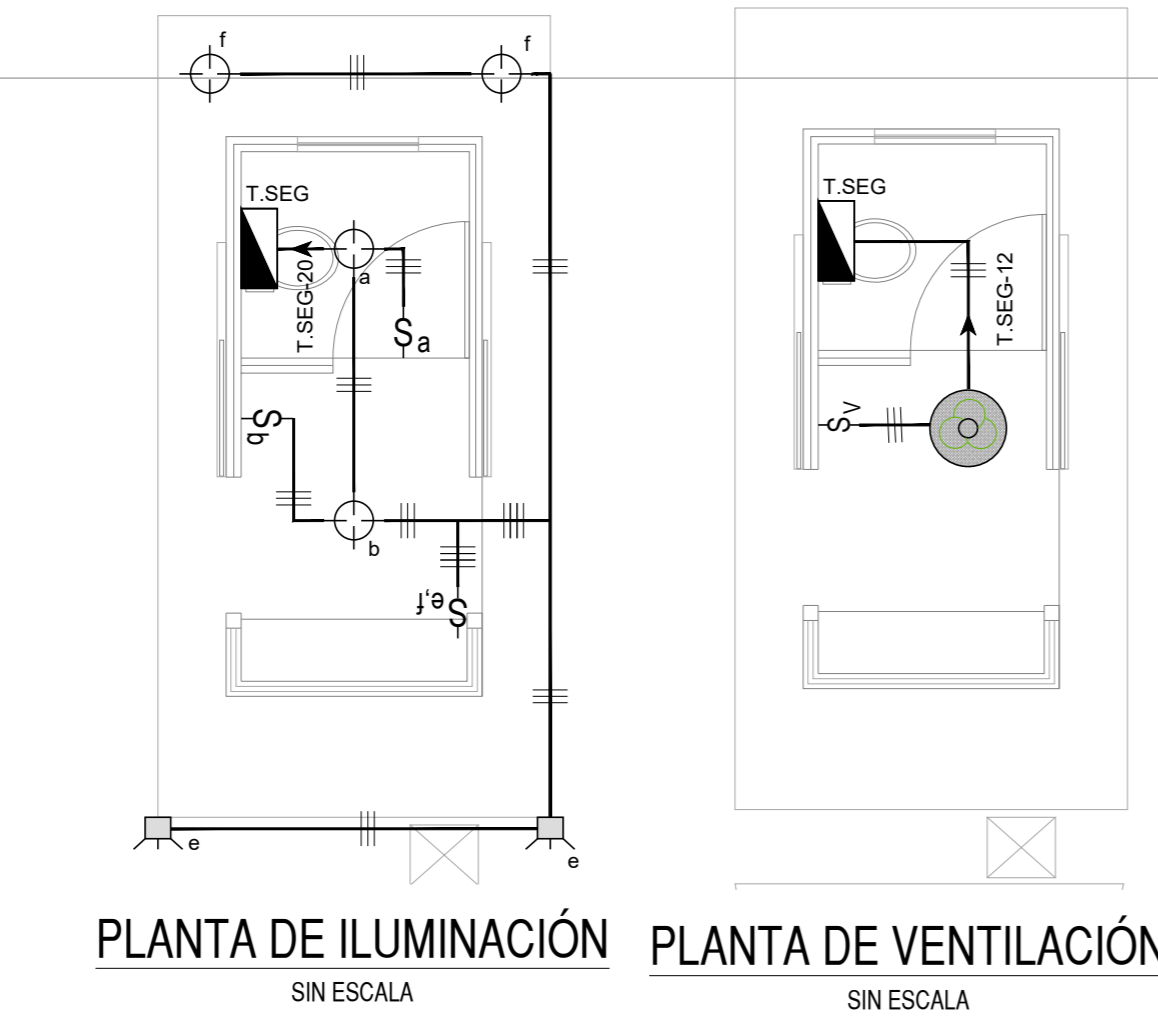 f
f
T.SEG
a
T.SEG-20
Sa
Sb
b
Se,f
e
e
PLANTA DE ILUMINACIÓN
SIN ESCALA
T.SEG
T.SEG-12
Sv
PLANTA DE VENTILACIÓN
SIN ESCALA